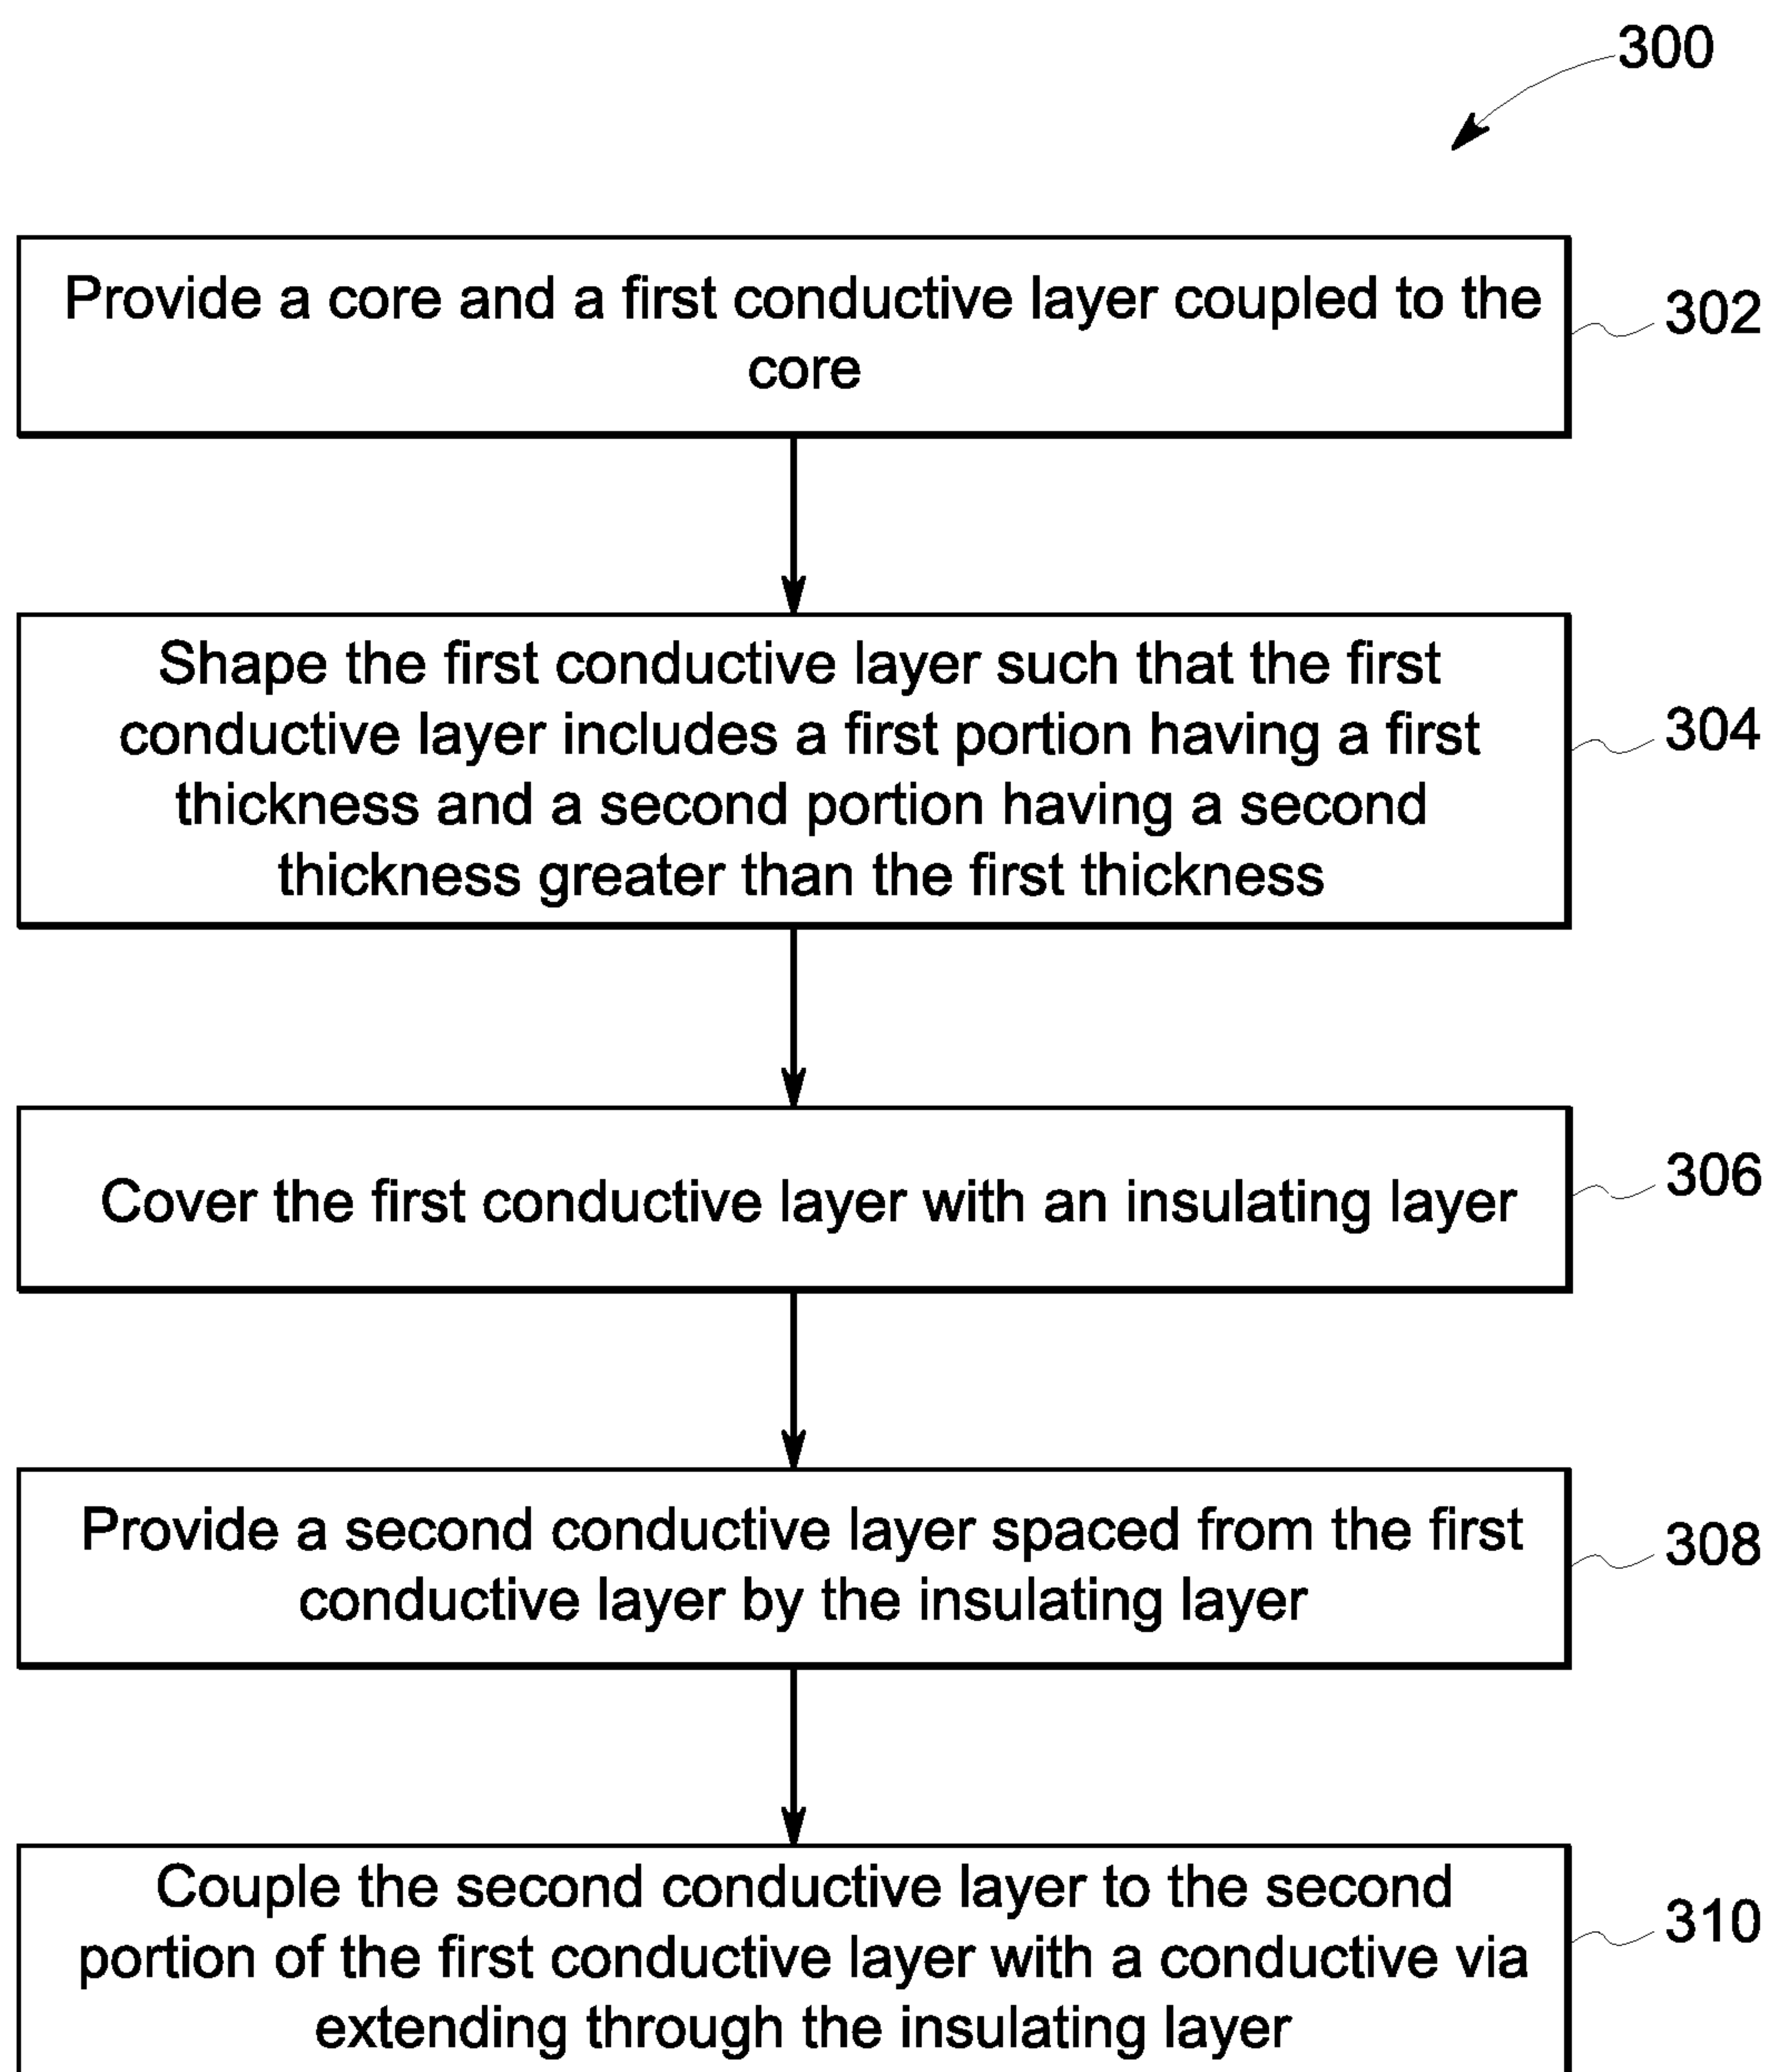 300
Provide a core and a first conductive layer coupled to the
core
302
Shape the first conductive layer such that the first
conductive layer includes a first portion having a first
thickness and a second portion having a second
thickness greater than the first thickness
304
Cover the first conductive layer with an insulating layer
306
Provide a second conductive layer spaced from the first
conductive layer by the insulating layer
308
Couple the second conductive layer to the second
portion of the first conductive layer with a conductive via
extending through the insulating layer
310